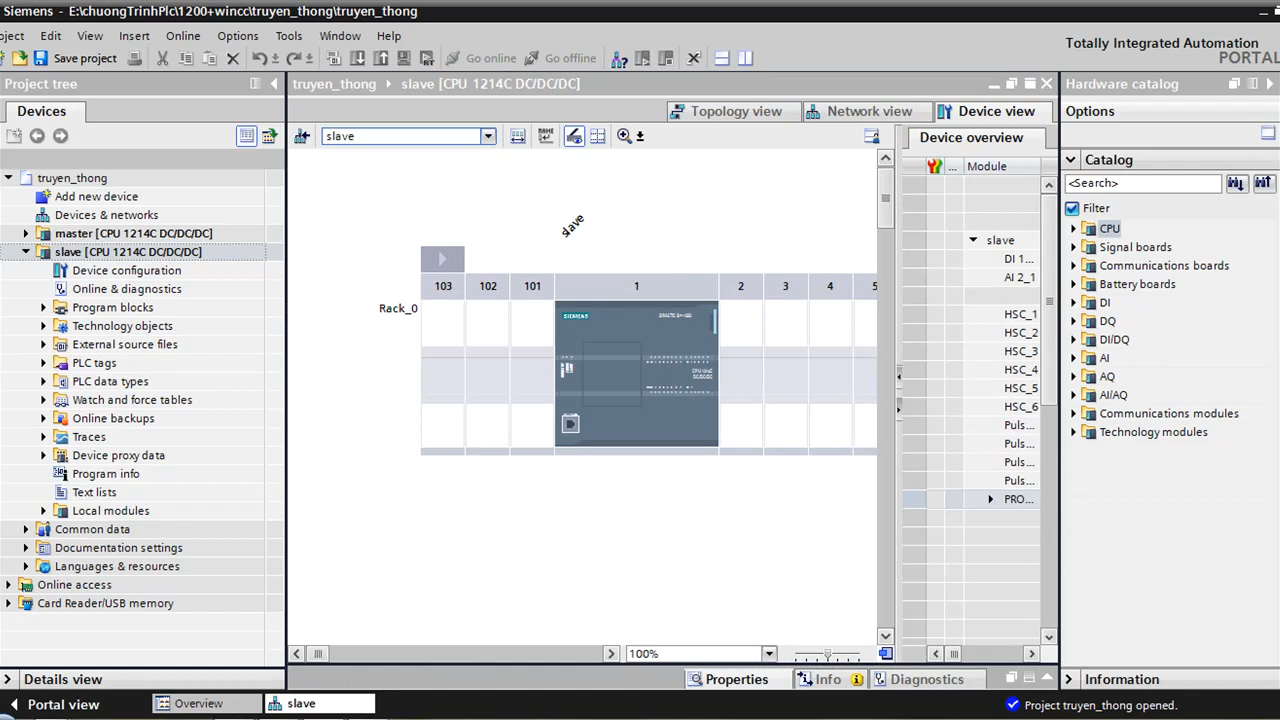 Siemens - E:\chuongTrinhPlc\1200+wincc\truyen_thong\truyen_thong
oject Edit View Insert Online Options Tools Window Help
Save project Go online Go offline
Totally Integrated Automation
PORTAL
Project tree
truyen_thong slave [CPU 1214C DC/DC/DC]
Hardware catalog
Devices
Topology view Network view Device view
Options
slave
Device overview
... Module
Catalog
<Search>
Filter
truyen_thong
Add new device
Devices & networks
master [CPU 1214C DC/DC/DC]
slave [CPU 1214C DC/DC/DC]
Device configuration
Online & diagnostics
Program blocks
Technology objects
External source files
PLC tags
PLC data types
Watch and force tables
Online backups
Traces
Device proxy data
Program info
Text lists
Local modules
Common data
Documentation settings
Languages & resources
Online access
Card Reader/USB memory
slave
103 102 101 1 2 3 4 5
Rack_0
SIEMENS
slave
DI 1...
AI 2_1
HSC_1
HSC_2
HSC_3
HSC_4
HSC_5
HSC_6
Puls...
Puls...
Puls...
Puls...
PRO...
CPU
Signal boards
Communications boards
Battery boards
DI
DQ
DI/DQ
AI
AQ
AI/AQ
Communications modules
Technology modules
100%
Details view
Properties Info Diagnostics
Information
Portal view Overview slave
Project truyen_thong opened.